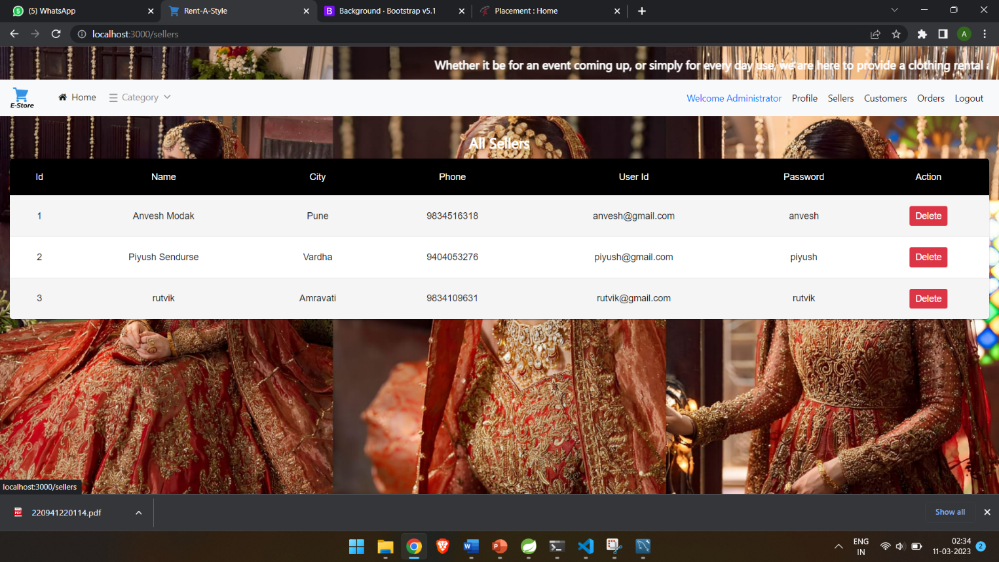 (5) WhatsApp
Rent-A-Style
Background · Bootstrap v5.1
Placement : Home
localhost:3000/sellers
A
Whether it be for an event coming up, or simply for every day use, we are here to provide a clothing rental
E-Store
Home
Category
Welcome Administrator Profile Sellers Customers Orders Logout
All Sellers
Id Name City Phone User Id Password Action
1 Anvesh Modak Pune 9834516318 anvesh@gmail.com anvesh Delete
2 Piyush Sendurse Vardha 9404053276 piyush@gmail.com piyush Delete
3 rutvik Amravati 9834109631 rutvik@gmail.com rutvik Delete
localhost:3000/sellers
220941220114.pdf
Show all
ENG
IN
02:34
11-03-2023
2